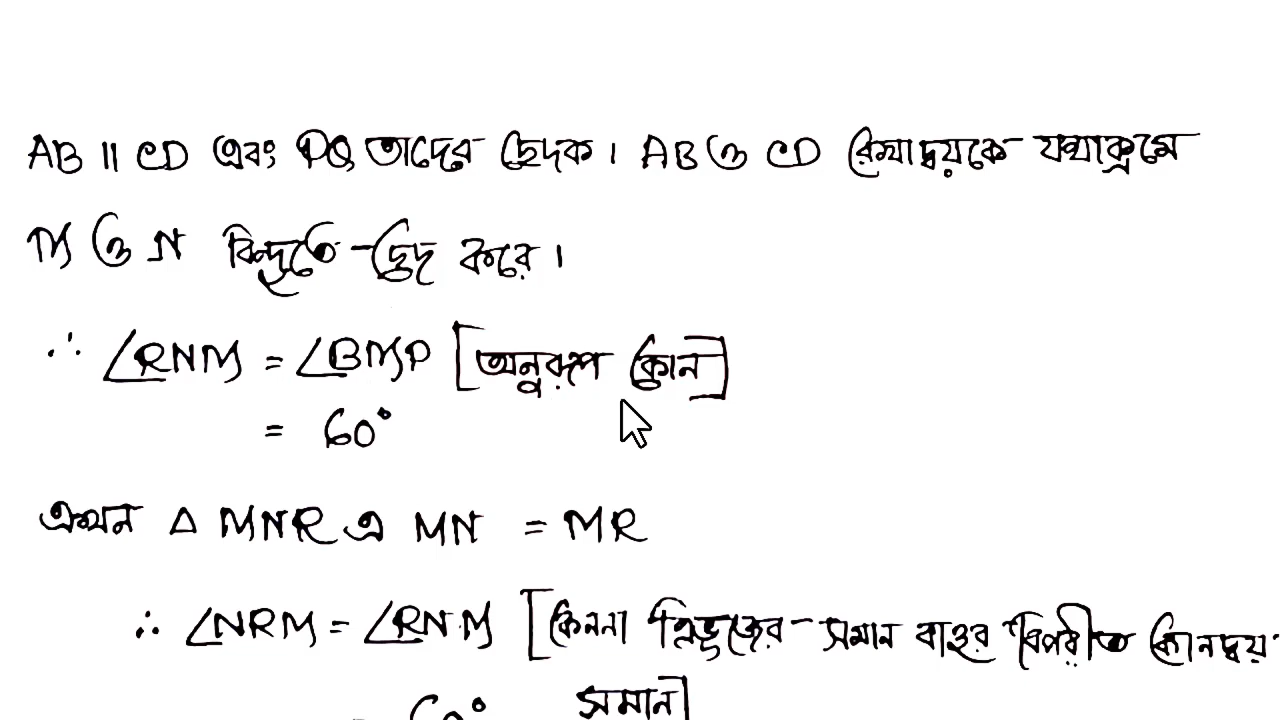 AB || CD এবং PQ তাদের ছেদক। AB ও CD রেখাদ্বয়কে যথাক্রমে
M ও N বিন্দুতে ছেদ করে।
∴ ∠RNM = ∠BMP [অনুরূপ কোন]
= 60°
এখন Δ MNR এ MN = MR
∴ ∠NRM = ∠RNM [কেননা ত্রিভুজের সমান বাহুর বিপরীত কোনদ্বয়
= 60° সমান]